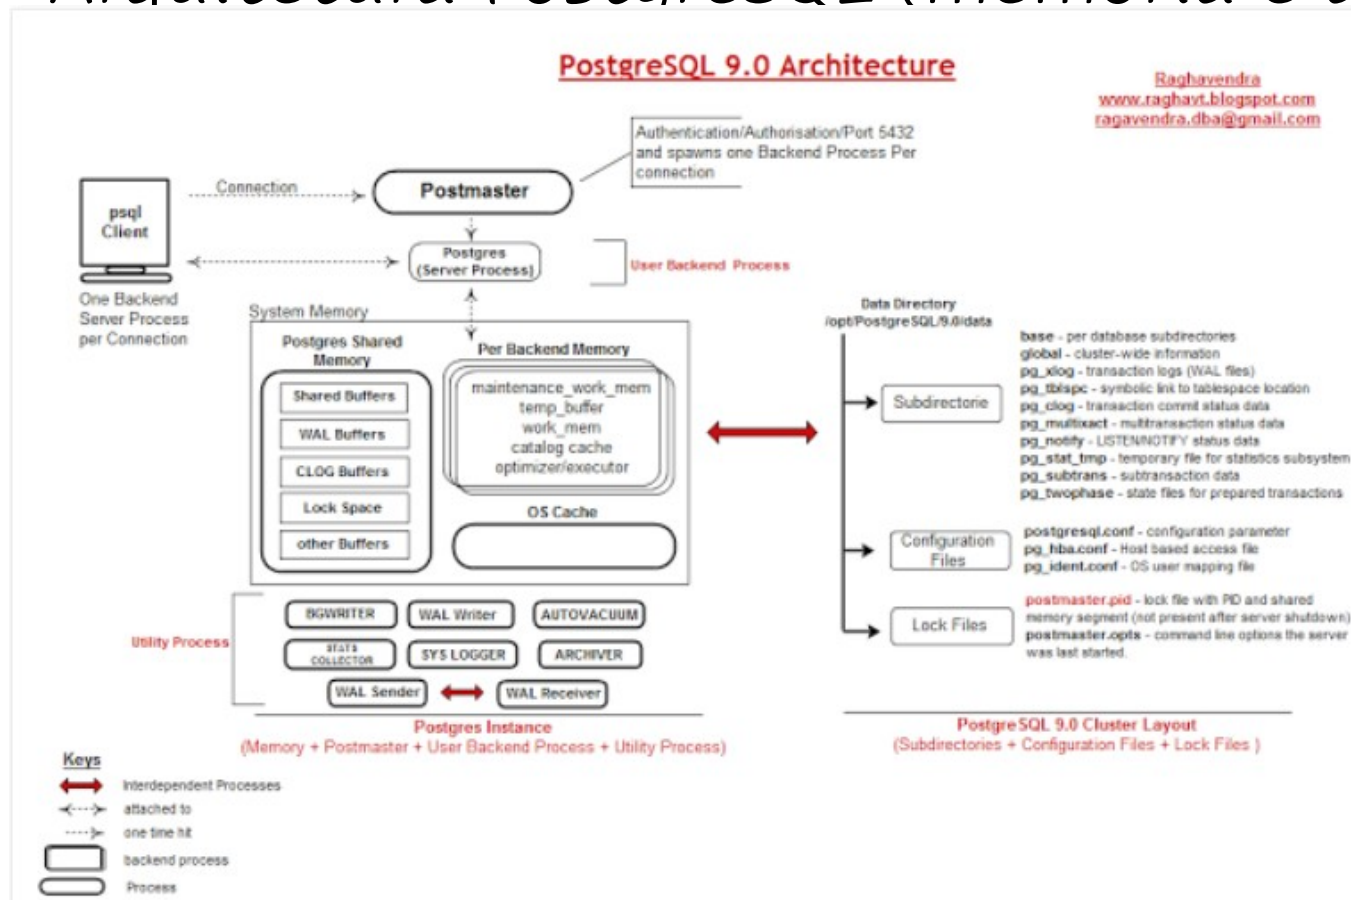 PostgreSQL 9.0 Architecture
Raghavendra
www.raghavt.blogspot.com
ragavendra.dba@gmail.com
Authentication/Authorisation/Port 5432
and spawns one Backend Process Per
connection
Connection
Postmaster
psql
Client
Postgres
(Server Process)
User Backend Process
One Backend
Server Process
per Connection
System Memory
Postgres Shared
Memory
Shared Buffers
WAL Buffers
CLOG Buffers
Lock Space
other Buffers
Per Backend Memory
maintenance_work_mem
temp_buffer
work_mem
catalog cache
optimizer/executor
OS Cache
Utility Process
BGWRITER
WAL Writer
AUTOVACUUM
STATS
COLLECTOR
SYS LOGGER
ARCHIVER
WAL Sender
WAL Receiver
Postgres Instance
(Memory + Postmaster + User Backend Process + Utility Process)
Data Directory
/opt/PostgreSQL/9.0/data
Subdirectorie
base - per database subdirectories
global - cluster-wide information
pg_xlog - transaction logs (WAL files)
pg_tblspc - symbolic link to tablespace location
pg_clog - transaction commit status data
pg_multixact - multitransaction status data
pg_notify - LISTEN/NOTIFY status data
pg_stat_tmp - temporary file for statistics subsystem
pg_subtrans - subtransaction data
pg_twophase - state files for prepared transactions
Configuration
Files
postgresql.conf - configuration parameter
pg_hba.conf - Host based access file
pg_ident.conf - OS user mapping file
Lock Files
postmaster.pid - lock file with PID and shared
memory segment (not present after server shutdown)
postmaster.opts - command line options the server
was last started.
PostgreSQL 9.0 Cluster Layout
(Subdirectories + Configuration Files + Lock Files )
Keys
Interdependent Processes
attached to
one time hit
backend process
Process